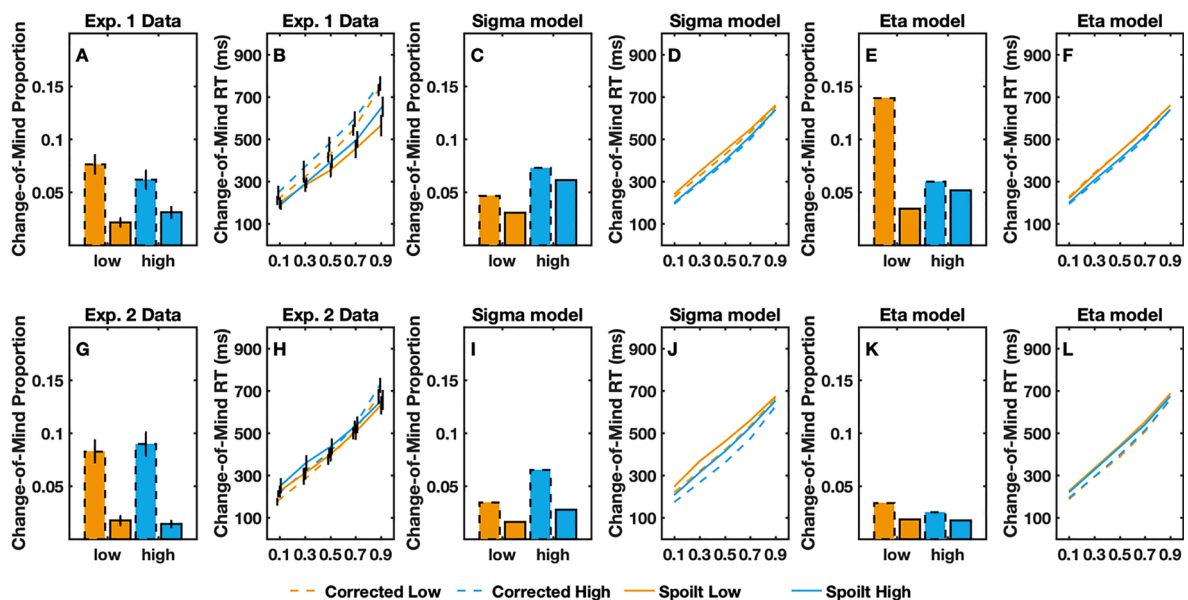 Exp. 1 Data Exp. 1 Data Sigma model Sigma model Eta model Eta model
A B C D E F
Change-of-Mind Proportion
0.15
0.1
0.05
low high
Change-of-Mind RT (ms)
900
700
500
300
100
0.1 0.3 0.5 0.7 0.9
Change-of-Mind Proportion
0.15
0.1
0.05
low high
Change-of-Mind RT (ms)
900
700
500
300
100
0.1 0.3 0.5 0.7 0.9
Change-of-Mind Proportion
0.15
0.1
0.05
low high
Change-of-Mind RT (ms)
900
700
500
300
100
0.1 0.3 0.5 0.7 0.9
Exp. 2 Data Exp. 2 Data Sigma model Sigma model Eta model Eta model
G H I J K L
Change-of-Mind Proportion
0.15
0.1
0.05
low high
Change-of-Mind RT (ms)
900
700
500
300
100
0.1 0.3 0.5 0.7 0.9
Change-of-Mind Proportion
0.15
0.1
0.05
low high
Change-of-Mind RT (ms)
900
700
500
300
100
0.1 0.3 0.5 0.7 0.9
Change-of-Mind Proportion
0.15
0.1
0.05
low high
Change-of-Mind RT (ms)
900
700
500
300
100
0.1 0.3 0.5 0.7 0.9
Corrected Low Corrected High Spoilt Low Spoilt High